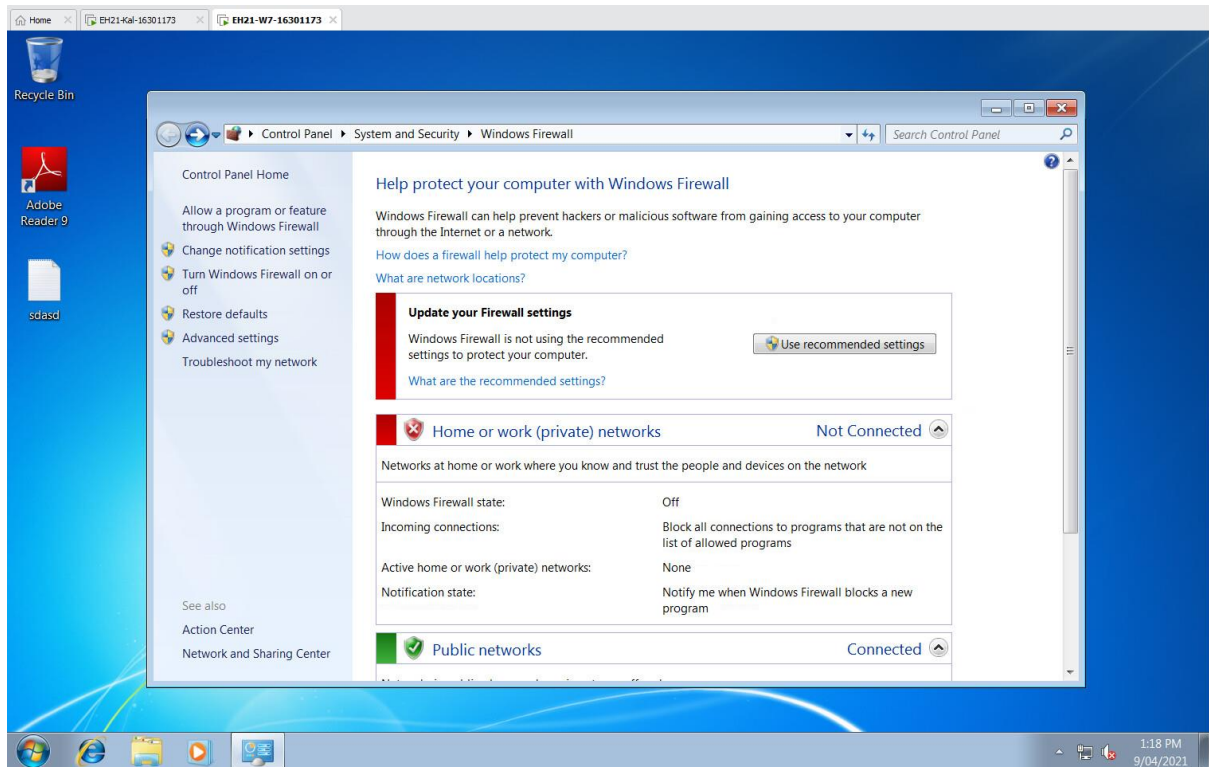 Home
EH21-Kal-16301173
EH21-W7-16301173
Recycle Bin
Adobe
Reader 9
sdasd
Control Panel
System and Security
Windows Firewall
Search Control Panel
Control Panel Home
Allow a program or feature
through Windows Firewall
Change notification settings
Turn Windows Firewall on or
off
Restore defaults
Advanced settings
Troubleshoot my network
See also
Action Center
Network and Sharing Center
Help protect your computer with Windows Firewall
Windows Firewall can help prevent hackers or malicious software from gaining access to your computer
through the Internet or a network.
How does a firewall help protect my computer?
What are network locations?
Update your Firewall settings
Windows Firewall is not using the recommended
settings to protect your computer.
Use recommended settings
What are the recommended settings?
Home or work (private) networks Not Connected
Networks at home or work where you know and trust the people and devices on the network
Windows Firewall state: Off
Incoming connections: Block all connections to programs that are not on the
list of allowed programs
Active home or work (private) networks: None
Notification state: Notify me when Windows Firewall blocks a new
program
Public networks Connected
1:18 PM
9/04/2021